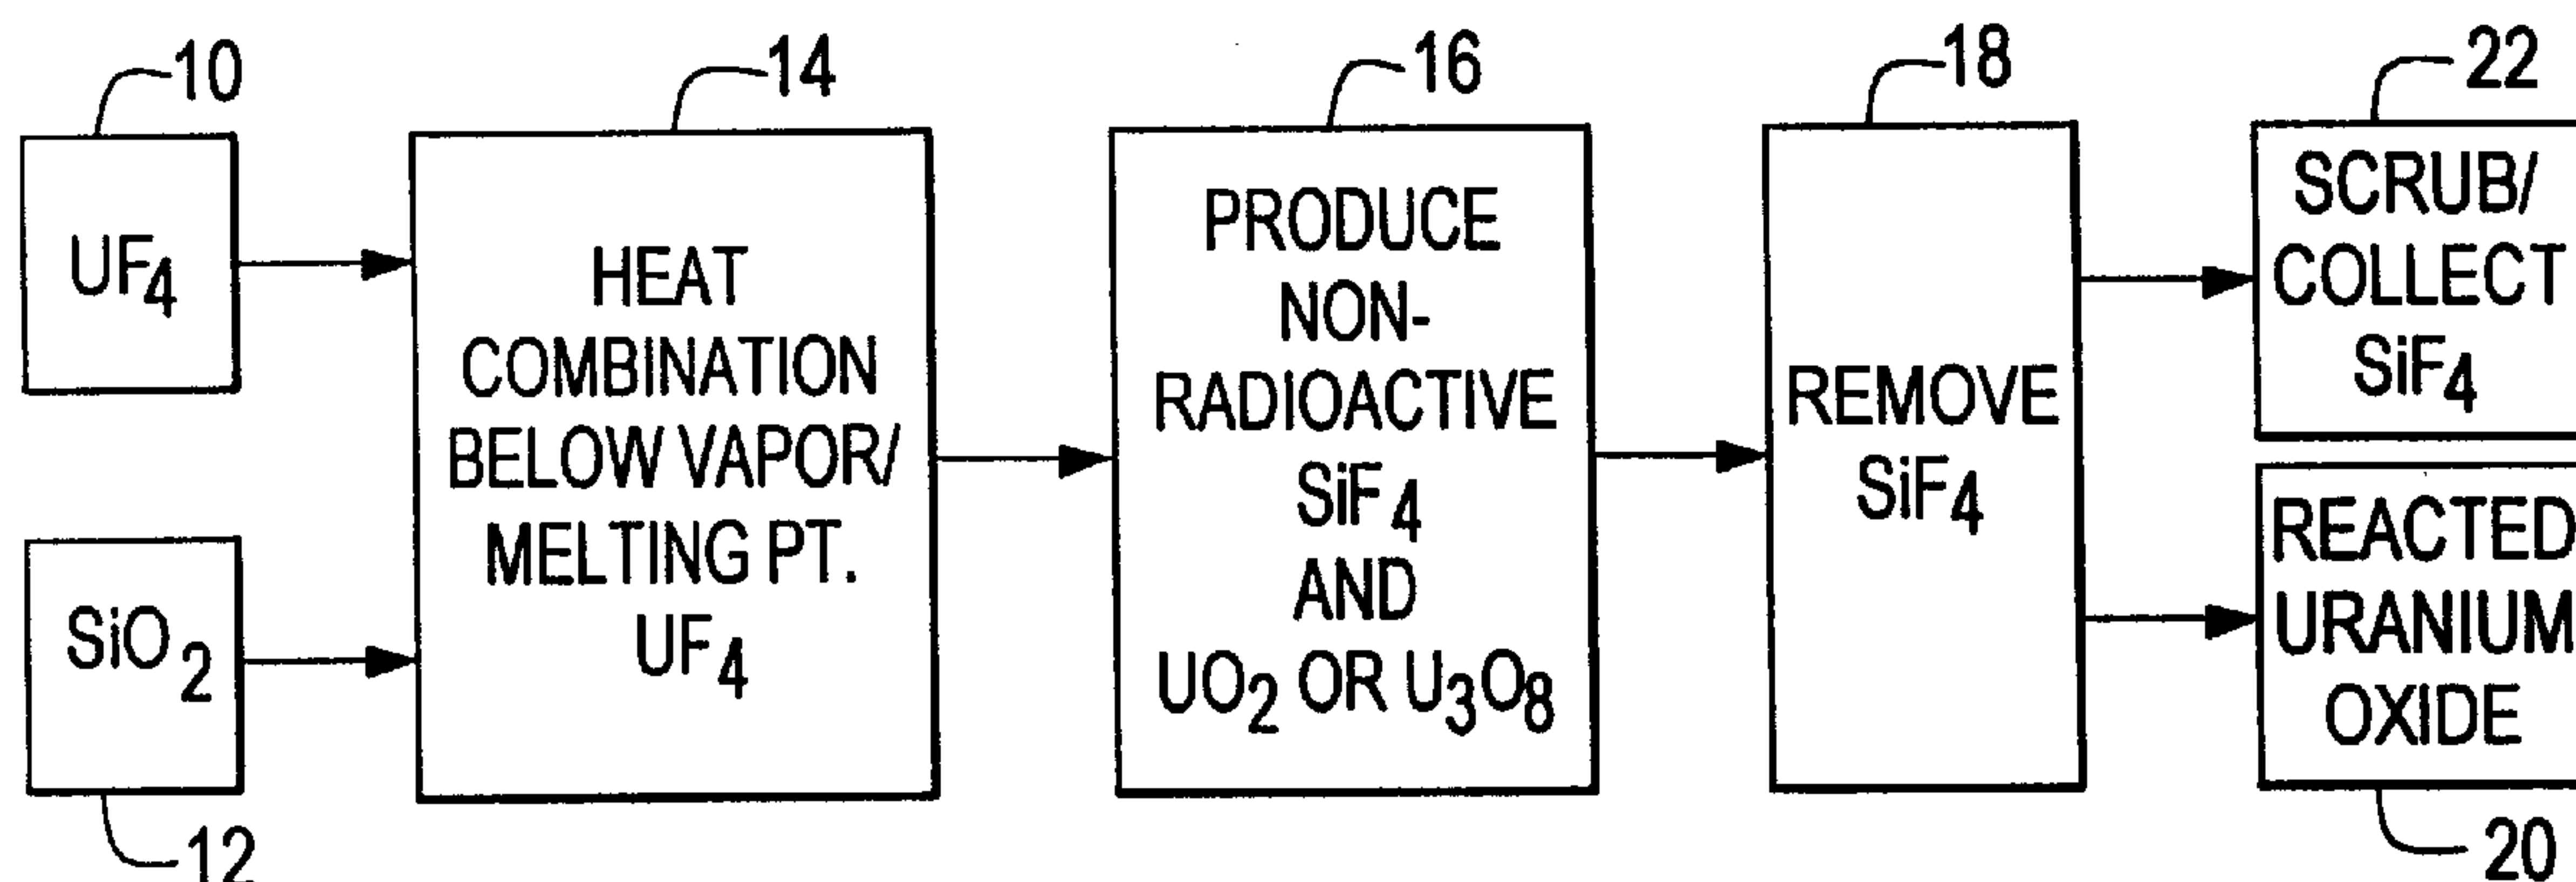 10
UF4
SiO2
12
14
HEAT
COMBINATION
BELOW VAPOR/
MELTING PT.
UF4
16
PRODUCE
NON-
RADIOACTIVE
SiF4
AND
UO2 OR U3O8
18
REMOVE
SiF4
22
SCRUB/
COLLECT
SiF4
REACTED
URANIUM
OXIDE
20